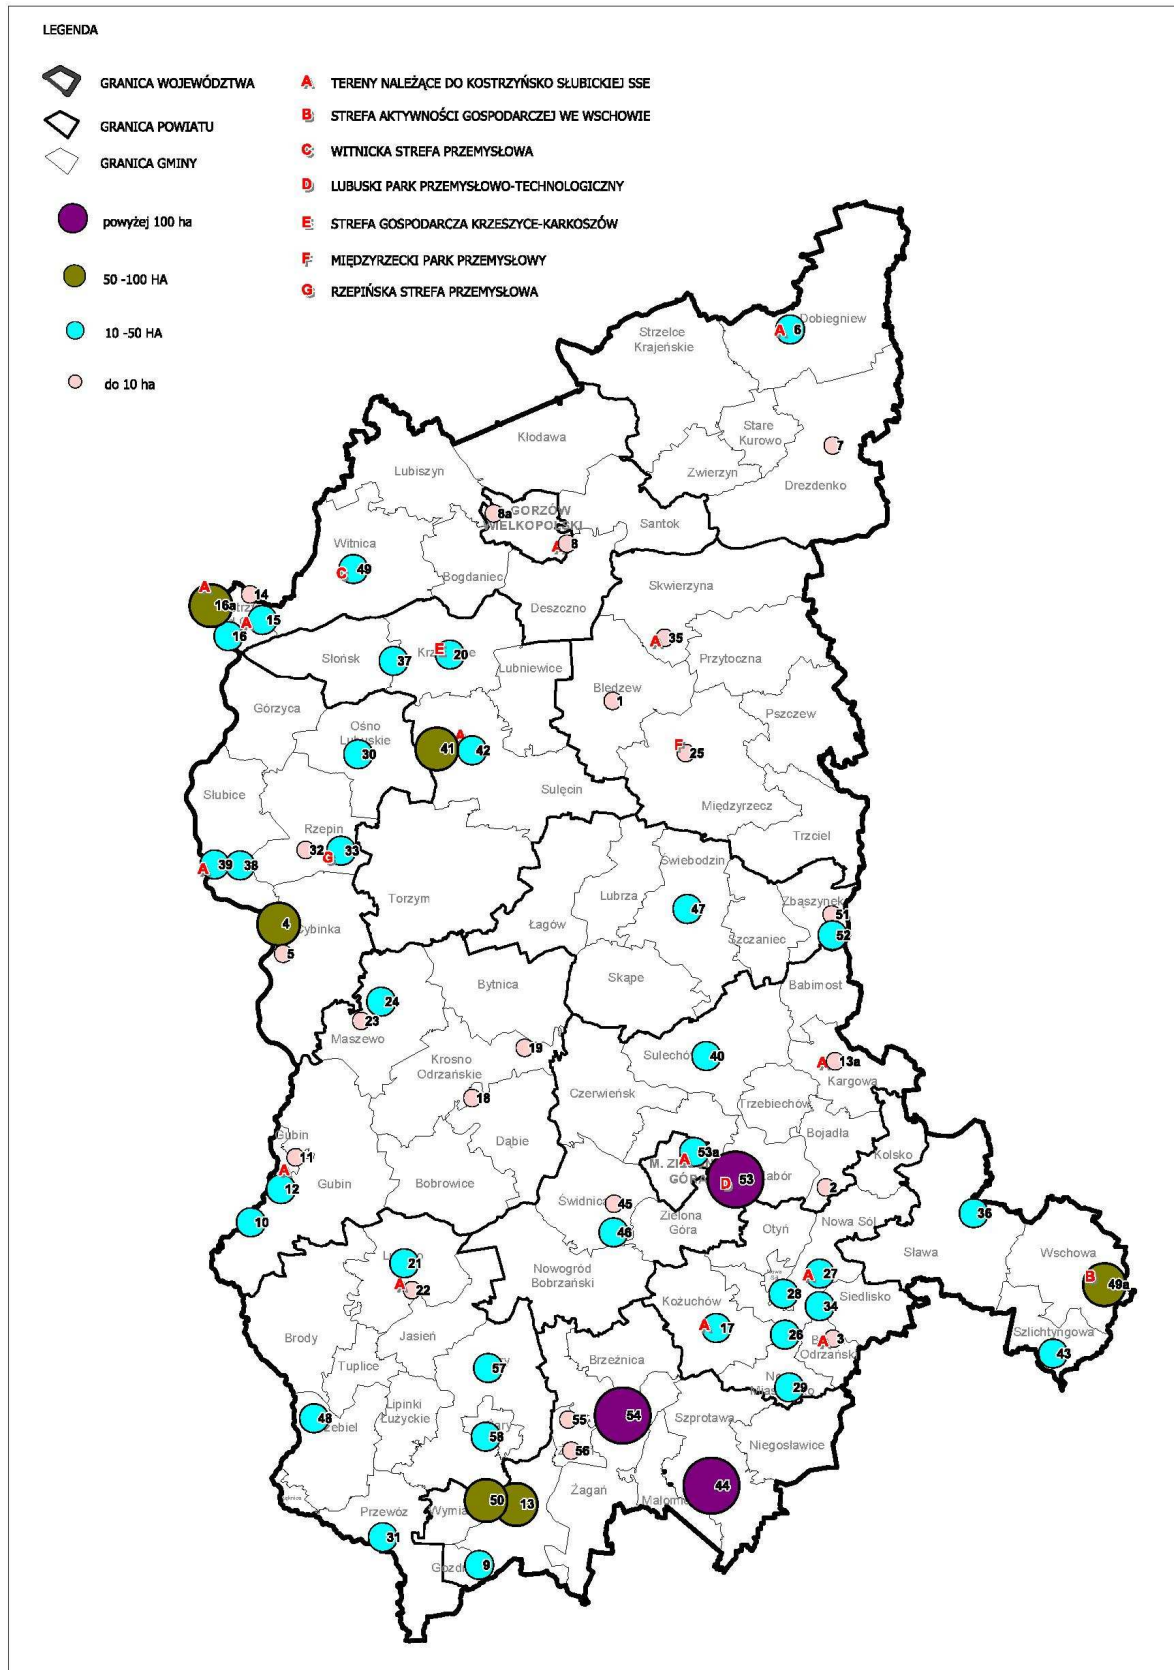 LEGENDA
GRANICA WOJEWÓDZTWA
GRANICA POWIATU
GRANICA GMINY
powyżej 100 ha
50 -100 HA
10 -50 HA
do 10 ha
A TERENY NALEŻĄCE DO KOSTRZYŃSKO SŁUBICKIEJ SSE
B STREFA AKTYWNOŚCI GOSPODARCZEJ WE WSCHOWIE
C WITNICKA STREFA PRZEMYSŁOWA
D LUBUSKI PARK PRZEMYSŁOWO-TECHNOLOGICZNY
E STREFA GOSPODARCZA KRZESZYCE-KARKOSZÓW
F MIĘDZYRZECKI PARK PRZEMYSŁOWY
G RZEPIŃSKA STREFA PRZEMYSŁOWA
Dobiegniew
A 6
Strzelce
Krajeńskie
Stare
Kurowo
7
Kłodawa
Zwierzyn
Drezdenko
Lubiszyn
8a
GORZÓW
WIELKOPOLSKI
Santok
A 8
Witnica
C 49
Bogdaniec
Deszczno
Skwierzyna
A
16a
14
A 15
16
A 35
Słońsk
37
E 20
Lubniewice
Przytoczna
Bledzew
1
Górzyca
Ośno
Lubuskie
30
Pszczew
41
A 42
F 25
Słubice
Sulęcin
Międzyrzecz
Trzciel
Rzepin
32
G 33
A 39
38
Świebodzin
Torzym
Lubrza
47
Zbąszynek
51
52
4
Cybinka
5
Łagów
Szczaniec
Skape
Bytnica
Babimost
24
23
Maszewo
19
Krosno
Odrzańskie
18
Sulechów
40
A 13a
Kargowa
Czerwieńsk
Trzebiechów
Dąbie
Bojadła
Gubin
11
A
12
Gubin
Bobrowice
53a
A
M. ZIELONA
GÓRA
D 53
Zabór
2
Kolsko
10
Świdnica
45
46
Zielona
Góra
Otyń
Nowa Sól
36
Sława
Wschowa
B 49a
21
A
22
Nowogród
Bobrzański
A 27
28
Siedlisko
34
Kożuchów
A 17
26
A 3
Odrzański
Szlichtyngowa
43
Brody
Jasień
Tuplice
Brzeźnica
57
29
Lipinki
Łużyckie
48
58
55
56
54
Szprotawa
Niegosławice
Żagań
44
Przewóz
31
50
13
9